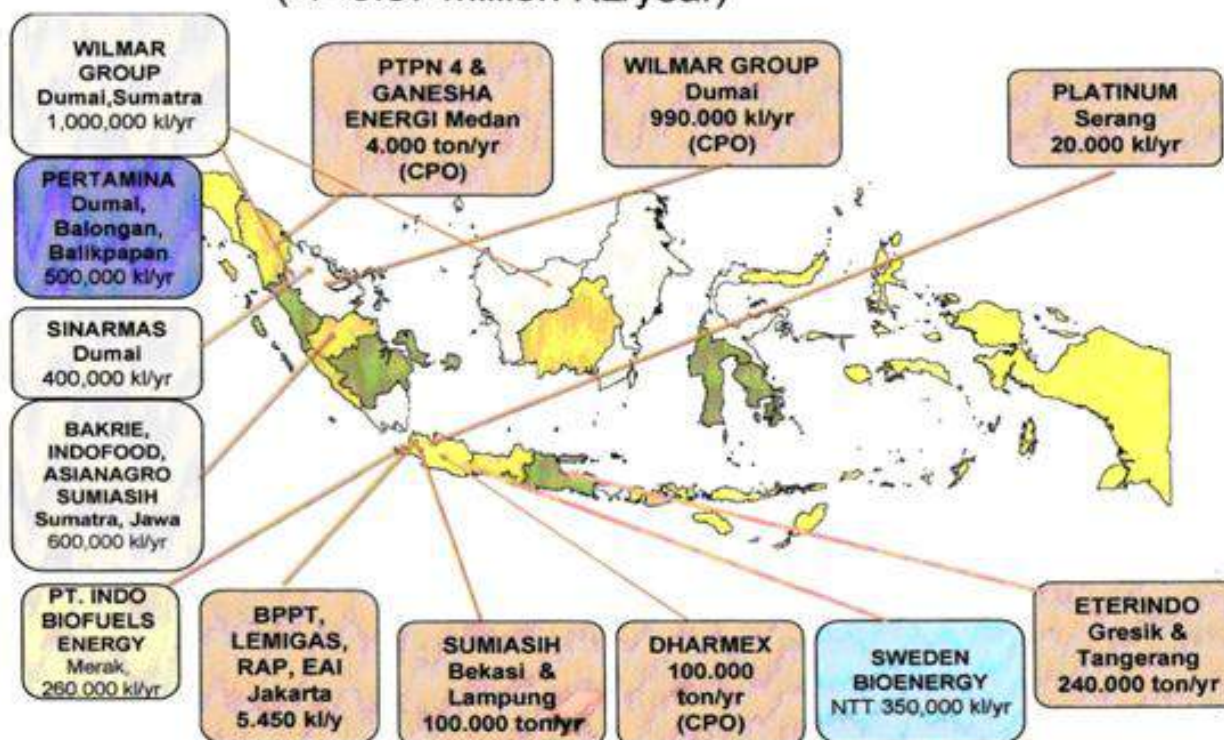 million KL/year)
WILMAR
GROUP
Dumai,Sumatra
1,000,000 kl/yr
PTPN 4 &
GANESHA
ENERGI Medan
4.000 ton/yr
(CPO)
WILMAR GROUP
Dumai
990.000 kl/yr
(CPO)
PLATINUM
Serang
20.000 kl/yr
PERTAMINA
Dumai,
Balongan,
Balikpapan
500,000 kl/yr
SINARMAS
Dumai
400,000 kl/yr
BAKRIE,
INDOFOOD,
ASIANAGRO
SUMIASIH
Sumatra, Jawa
600,000 kl/yr
PT. INDO
BIOFUELS
ENERGY
Merak,
260.000 kl/yr
BPPT,
LEMIGAS,
RAP, EAI
Jakarta
5.450 kl/y
SUMIASIH
Bekasi &
Lampung
100.000 ton/yr
DHARMEX
100.000
ton/yr
(CPO)
SWEDEN
BIOENERGY
NTT 350,000 kl/yr
ETERINDO
Gresik &
Tangerang
240.000 ton/yr